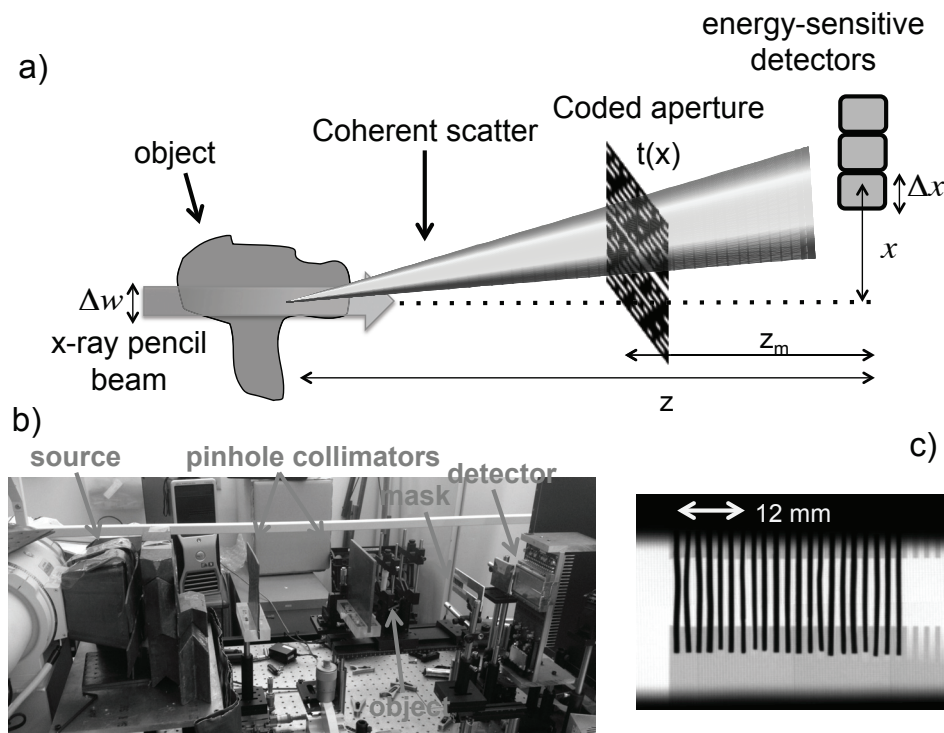 a)
energy-sensitive
detectors
Coded aperture
t(x)
Coherent scatter
object
Δx
x
Δw
x-ray pencil
beam
z_m
z
b)
source
pinhole collimators
mask
detector
object
c)
12 mm